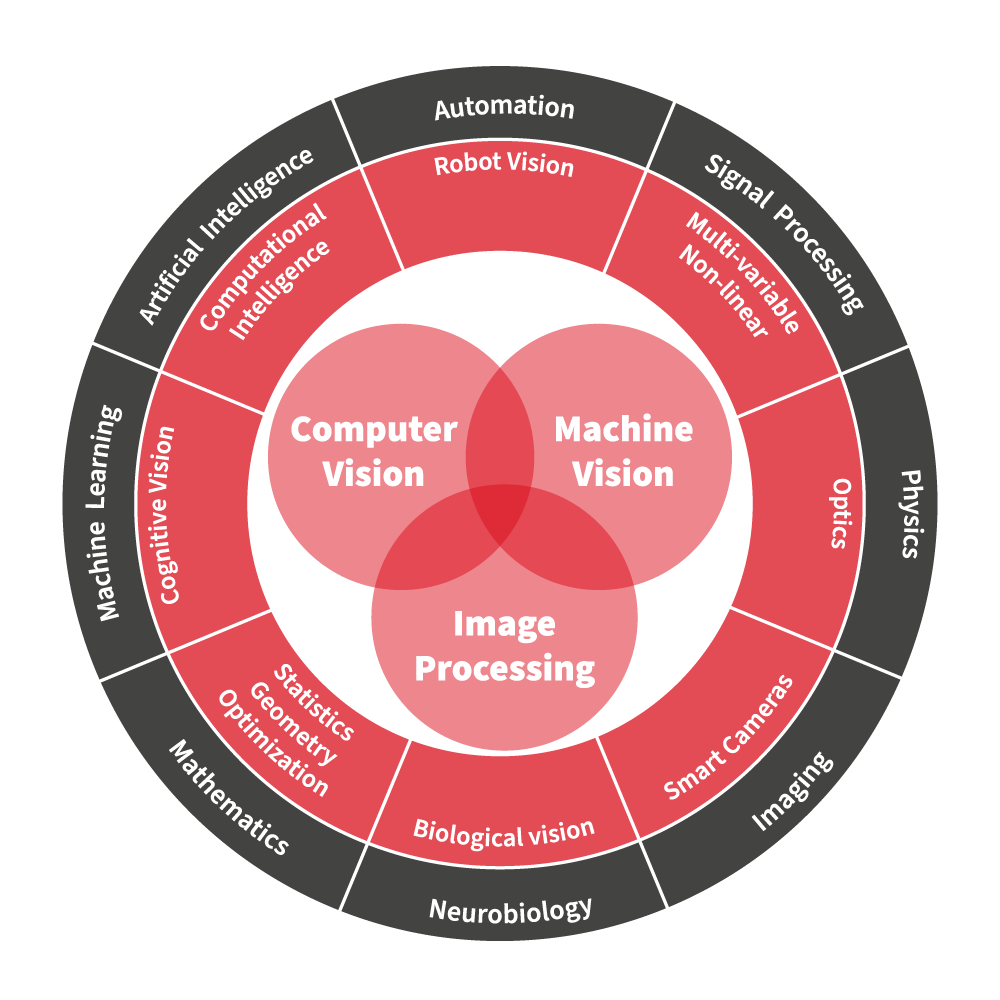 Automation
Robot Vision
Signal Processing
Multi-variable
Non-linear
Physics
Optics
Imaging
Smart Cameras
Neurobiology
Biological vision
Mathematics
Statistics
Geometry
Optimization
Machine Learning
Cognitive Vision
Artificial Intelligence
Computational
Intelligence
Computer
Vision
Machine
Vision
Image
Processing